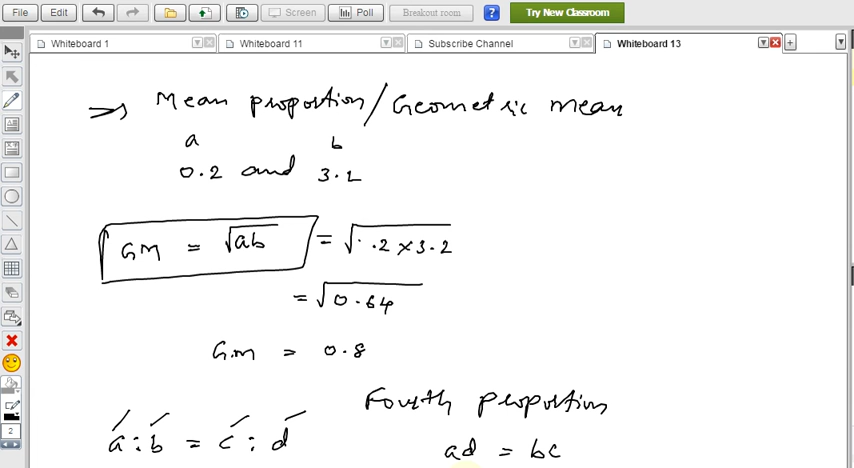 File Edit Screen Poll Breakout room ? Try New Classroom
Whiteboard 1 Whiteboard 11 Subscribe Channel Whiteboard 13 +
⇒ Mean proportion/Geometric mean
a b
0.2 and 3.2
GM = √ab = √.2×3.2
= √0.64
G.M = 0.8
Fourth proportion
a:b = c:d
ad = bc
2